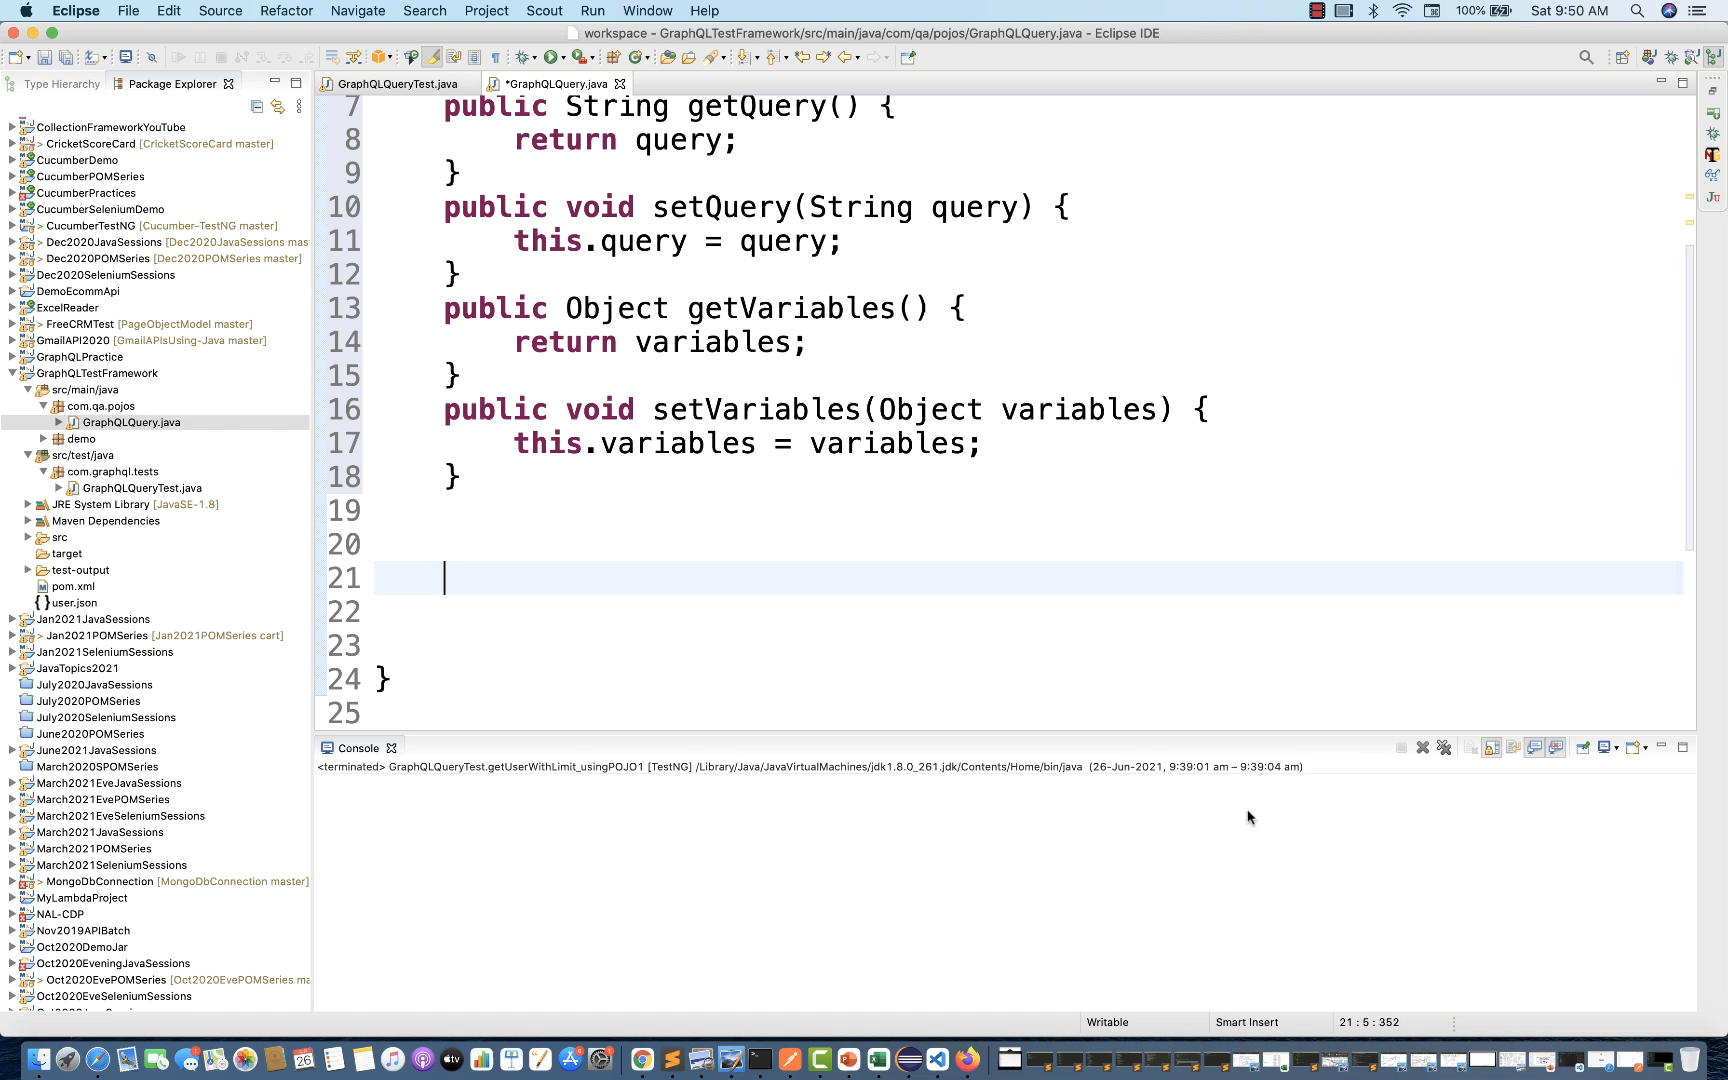 Eclipse File Edit Source Refactor Navigate Search Project Scout Run Window Help 100% Sat 9:50 AM
workspace - GraphQLTestFramework/src/main/java/com/qa/pojos/GraphQLQuery.java - Eclipse IDE
Type Hierarchy Package Explorer GraphQLQueryTest.java *GraphQLQuery.java
CollectionFrameworkYouTube
> CricketScoreCard [CricketScoreCard master]
CucumberDemo
CucumberPOMSeries
CucumberPractices
CucumberSeleniumDemo
> CucumberTestNG [Cucumber-TestNG master]
> Dec2020JavaSessions [Dec2020JavaSessions mas
> Dec2020POMSeries [Dec2020POMSeries master]
Dec2020SeleniumSessions
DemoEcommApi
ExcelReader
> FreeCRMTest [PageObjectModel master]
GmailAPI2020 [GmailAPIsUsing-Java master]
GraphQLPractice
GraphQLTestFramework
src/main/java
com.qa.pojos
GraphQLQuery.java
demo
src/test/java
com.graphql.tests
GraphQLQueryTest.java
JRE System Library [JavaSE-1.8]
Maven Dependencies
src
target
test-output
pom.xml
user.json
Jan2021JavaSessions
> Jan2021POMSeries [Jan2021POMSeries cart]
Jan2021SeleniumSessions
JavaTopics2021
July2020JavaSessions
July2020POMSeries
July2020SeleniumSessions
June2020POMSeries
June2021JavaSessions
March2020SPOMSeries
March2021EveJavaSessions
March2021EvePOMSeries
March2021EveSeleniumSessions
March2021JavaSessions
March2021POMSeries
March2021SeleniumSessions
> MongoDbConnection [MongoDbConnection master]
MyLambdaProject
NAL-CDP
Nov2019APIBatch
Oct2020DemoJar
Oct2020EveningJavaSessions
> Oct2020EvePOMSeries [Oct2020EvePOMSeries ma
Oct2020EveSeleniumSessions
7 public String getQuery() {
8 return query;
9 }
10 public void setQuery(String query) {
11 this.query = query;
12 }
13 public Object getVariables() {
14 return variables;
15 }
16 public void setVariables(Object variables) {
17 this.variables = variables;
18 }
19
20
21
22
23
24 }
25
Console
<terminated> GraphQLQueryTest.getUserWithLimit_usingPOJO1 [TestNG] /Library/Java/JavaVirtualMachines/jdk1.8.0_261.jdk/Contents/Home/bin/java (26-Jun-2021, 9:39:01 am – 9:39:04 am)
Writable Smart Insert 21 : 5 : 352